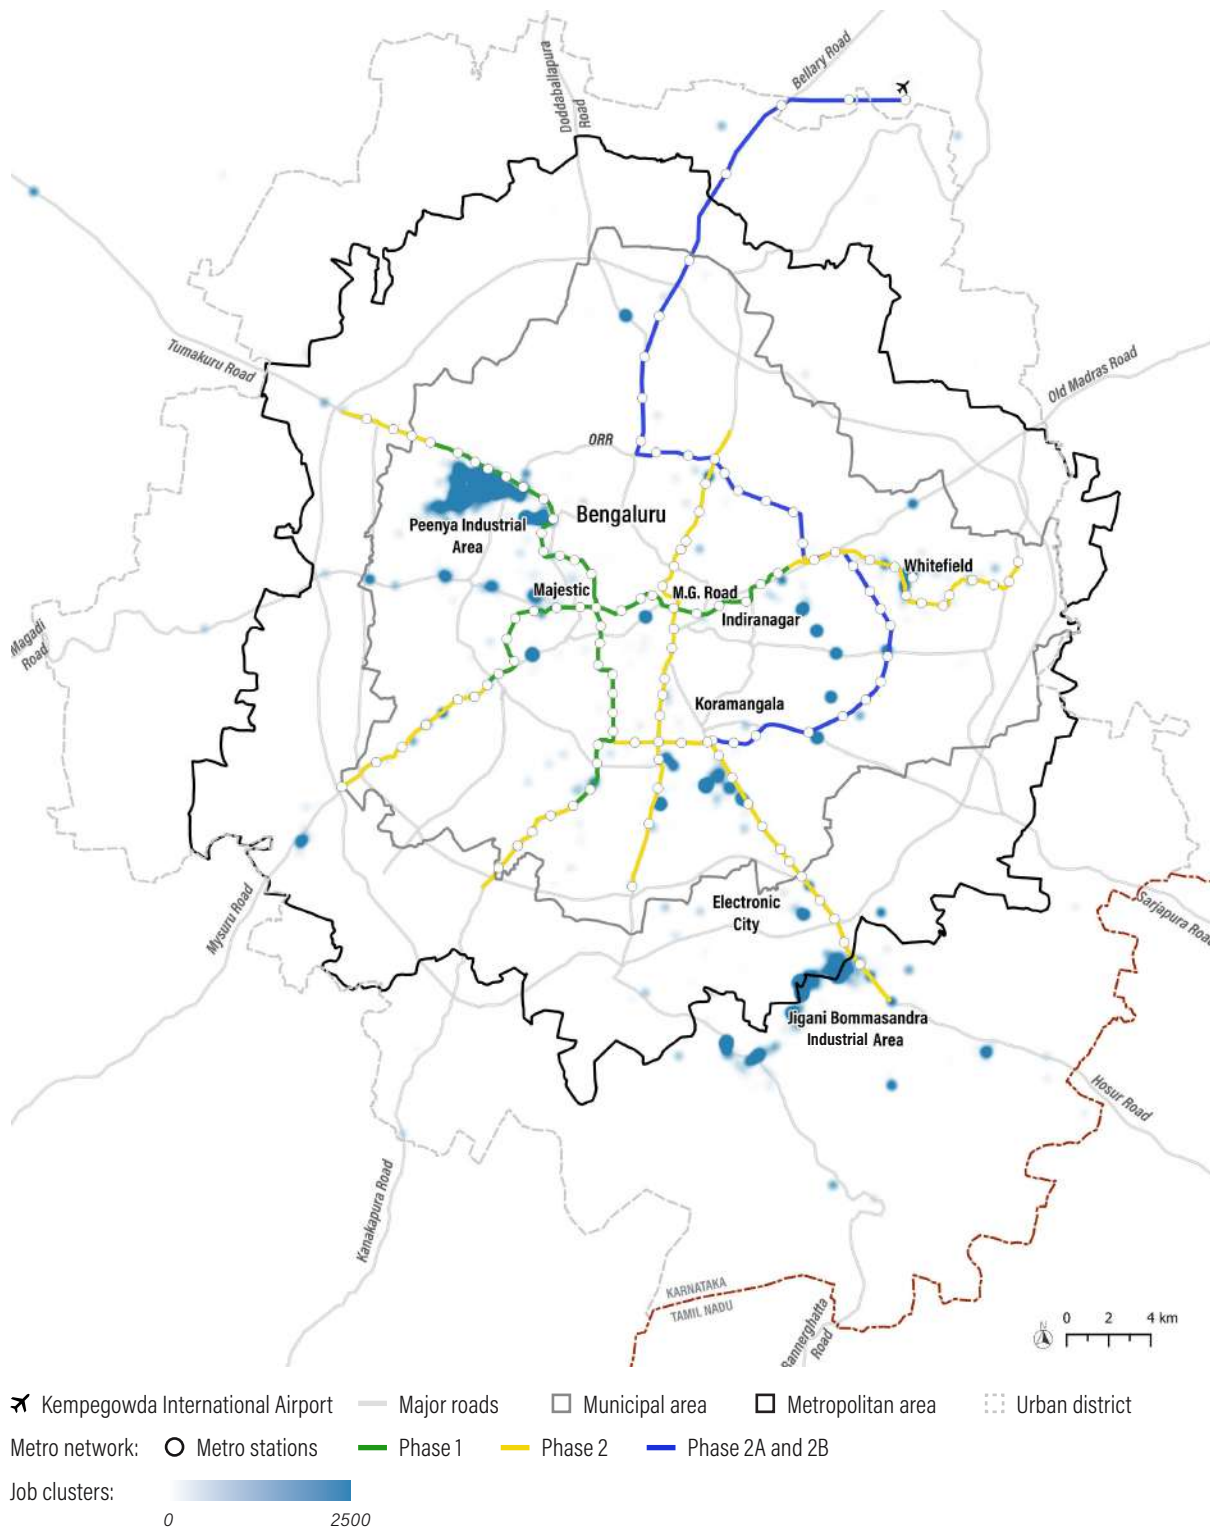 Bellary Road
Doddaballapura
Road
Tumakuru Road
Old Madras Road
ORR
Bengaluru
Peenya Industrial
Area
Whitefield
Majestic
M.G. Road
Indiranagar
Magadi
Road
Koramangala
Mysuru Road
Electronic
City
Sarjapura Road
Jigani Bommasandra
Industrial Area
Hosur Road
Kanakapura Road
KARNATAKA
TAMIL NADU
Bannerghatta
Road
N
0 2 4 km
Kempegowda International Airport Major roads Municipal area Metropolitan area Urban district
Metro network: Metro stations Phase 1 Phase 2 Phase 2A and 2B
Job clusters:
0 2500